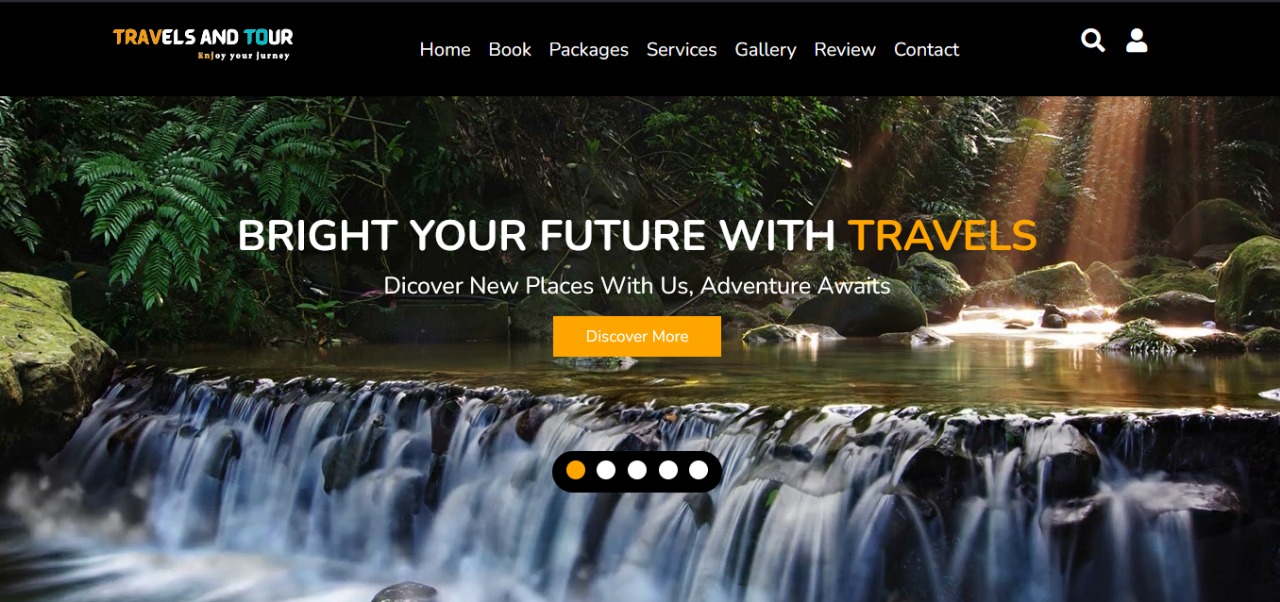 TRAVELS AND TOUR
Enjoy your jurney
Home Book Packages Services Gallery Review Contact
BRIGHT YOUR FUTURE WITH TRAVELS
Dicover New Places With Us, Adventure Awaits
Discover More